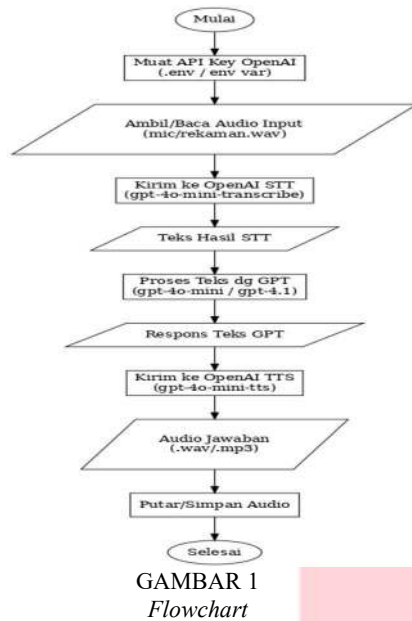 Mulai
Muat API Key OpenAI
(.env / env var)
Ambil/Baca Audio Input
(mic/rekaman.wav)
Kirim ke OpenAI STT
(gpt-4o-mini-transcribe)
Teks Hasil STT
Proses Teks dg GPT
(gpt-4o-mini / gpt-4.1)
Respons Teks GPT
Kirim ke OpenAI TTS
(gpt-4o-mini-tts)
Audio Jawaban
(.wav/.mp3)
Putar/Simpan Audio
Selesai
GAMBAR 1
Flowchart